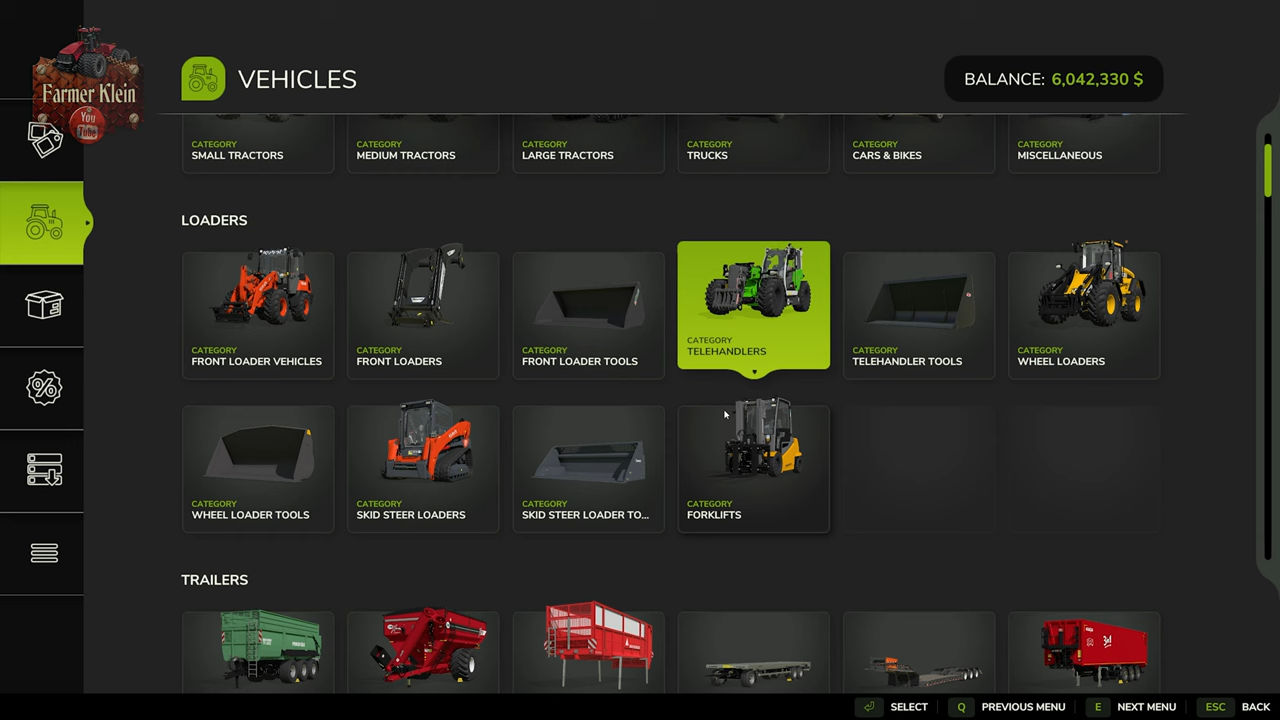 Farmer Klein
You
Tube
VEHICLES
BALANCE: 6,042,330 $
CATEGORY
SMALL TRACTORS
CATEGORY
MEDIUM TRACTORS
CATEGORY
LARGE TRACTORS
CATEGORY
TRUCKS
CATEGORY
CARS & BIKES
CATEGORY
MISCELLANEOUS
LOADERS
CATEGORY
FRONT LOADER VEHICLES
CATEGORY
FRONT LOADERS
CATEGORY
FRONT LOADER TOOLS
CATEGORY
TELEHANDLERS
CATEGORY
TELEHANDLER TOOLS
CATEGORY
WHEEL LOADERS
CATEGORY
WHEEL LOADER TOOLS
CATEGORY
SKID STEER LOADERS
CATEGORY
SKID STEER LOADER TO...
CATEGORY
FORKLIFTS
TRAILERS
SELECT
Q PREVIOUS MENU
E NEXT MENU
ESC BACK